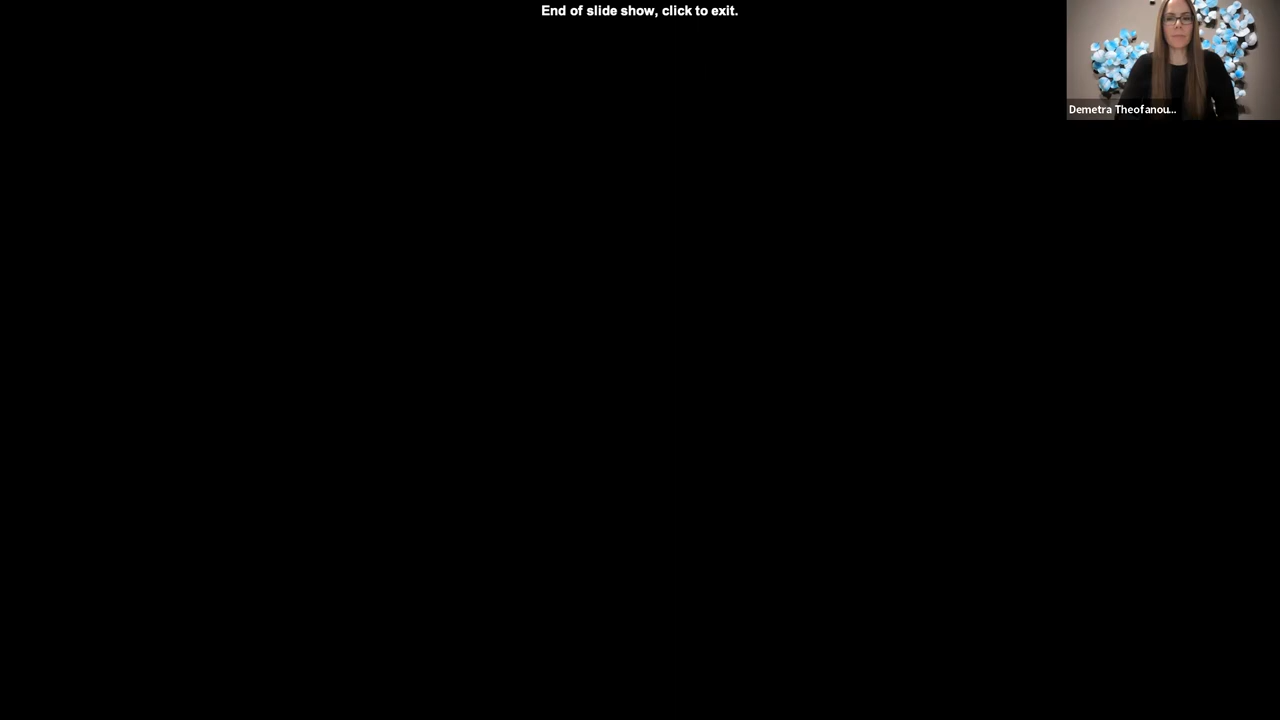 End of slide show, click to exit.
Demetra Theofanou...